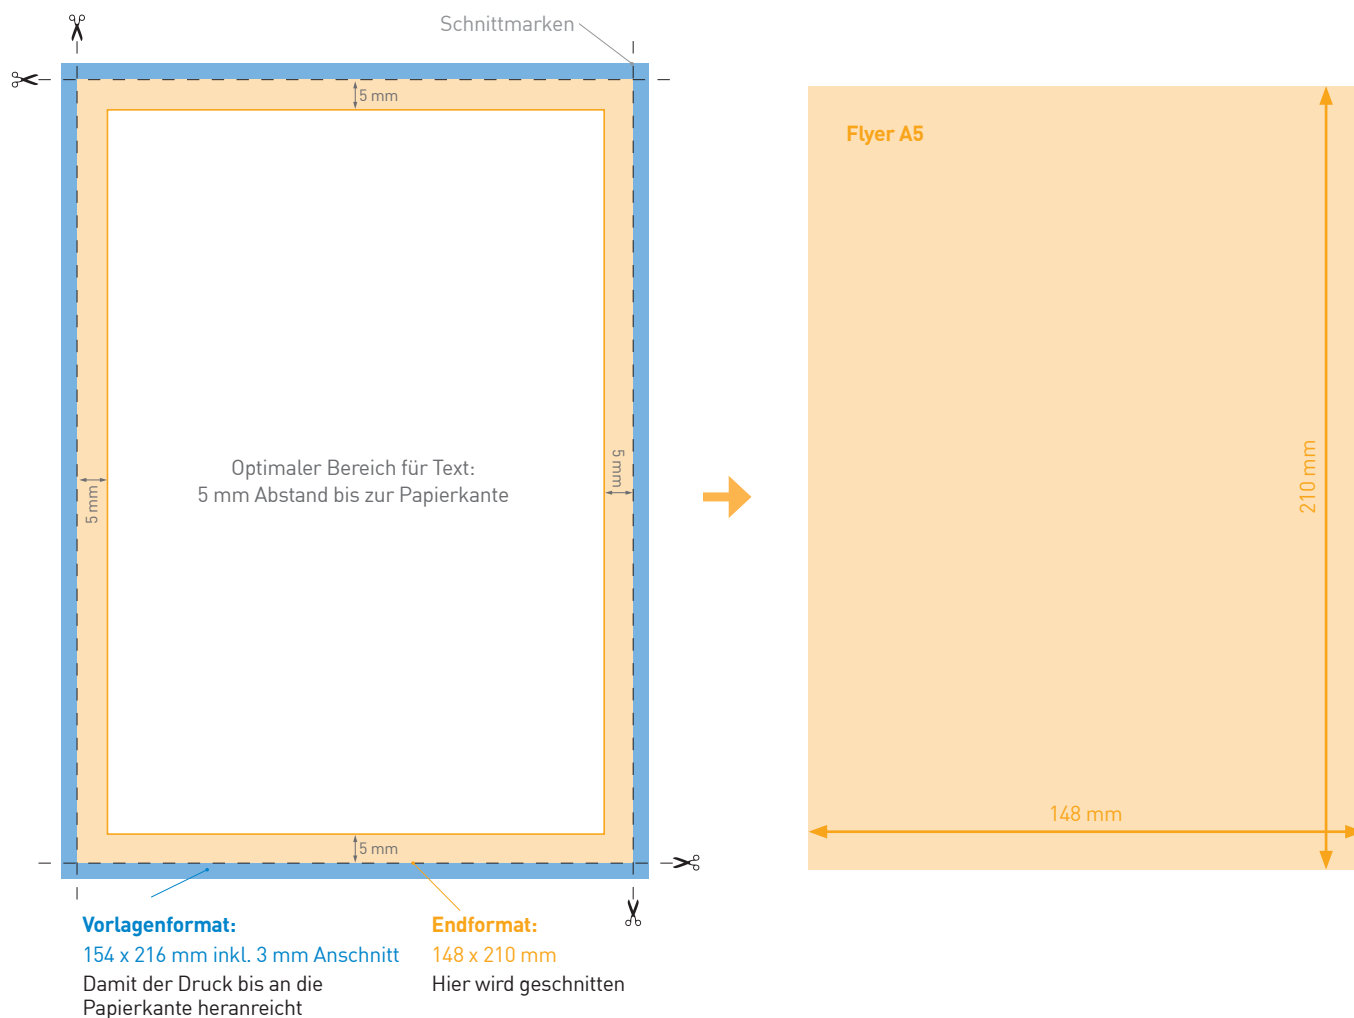 Schnittmarken
5 mm
Flyer A5
Optimaler Bereich für Text:
5 mm Abstand bis zur Papierkante
5 mm
5 mm
210 mm
148 mm
5 mm
Vorlagenformat:
154 x 216 mm inkl. 3 mm Anschnitt
Damit der Druck bis an die
Papierkante heranreicht
Endformat:
148 x 210 mm
Hier wird geschnitten